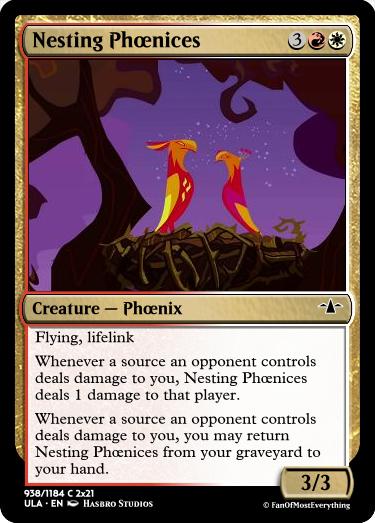 Nesting Phœnices 3
Creature — Phœnix
Flying, lifelink
Whenever a source an opponent controls
deals damage to you, Nesting Phœnices
deals 1 damage to that player.
Whenever a source an opponent controls
deals damage to you, you may return
Nesting Phœnices from your graveyard to
your hand.
3/3
938/1184 C 2x21
ULA • EN Hasbro Studios
© FanOfMostEverything